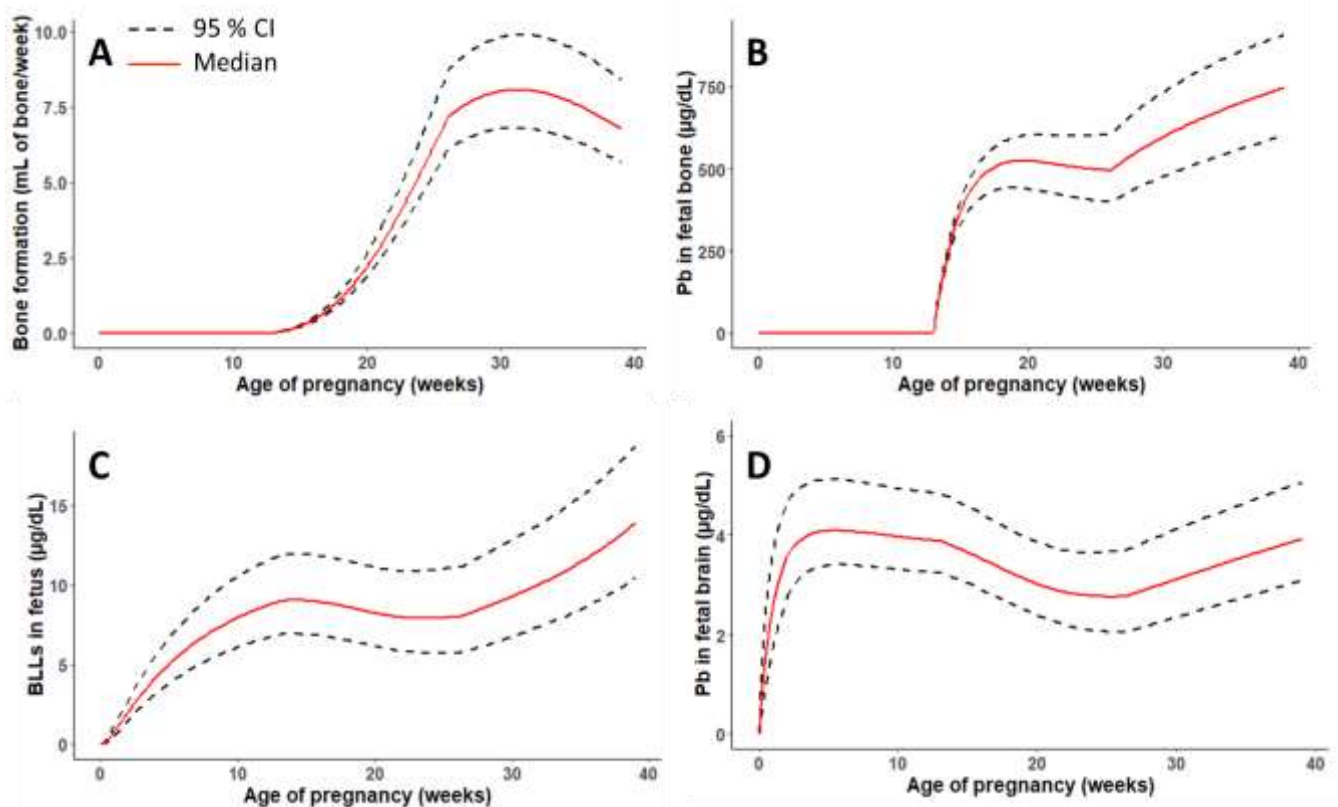 A
95 % CI
Median
Bone formation (mL of bone/week)
10.0
7.5
5.0
2.5
0.0
0 10 20 30 40
Age of pregnancy (weeks)
B
Pb in fetal bone (µg/dL)
750
500
250
0
0 10 20 30 40
Age of pregnancy (weeks)
C
BLLs in fetus (µg/dL)
15
10
5
0
0 10 20 30 40
Age of pregnancy (weeks)
D
Pb in fetal brain (µg/dL)
6
4
2
0
0 10 20 30 40
Age of pregnancy (weeks)